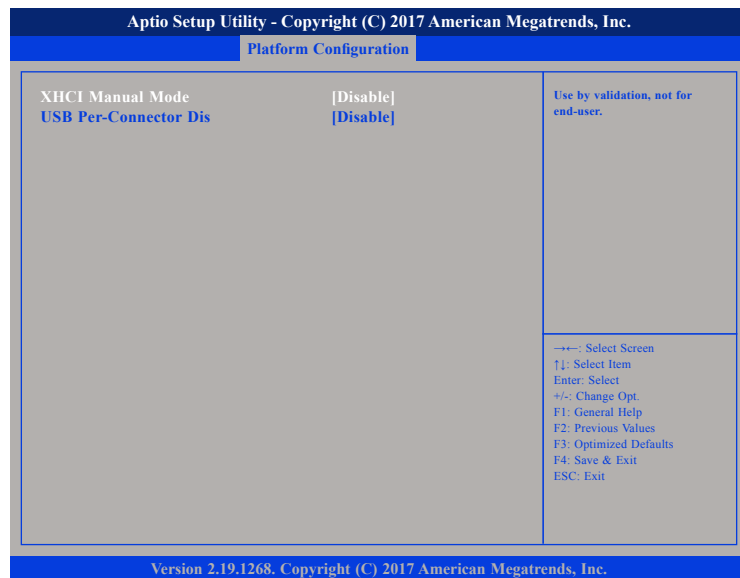 Aptio Setup Utility - Copyright (C) 2017 American Megatrends, Inc.
Platform Configuration
XHCI Manual Mode [Disable]
USB Per-Connector Dis [Disable]
Use by validation, not for
end-user.
→←: Select Screen
↑↓: Select Item
Enter: Select
+/-: Change Opt.
F1: General Help
F2: Previous Values
F3: Optimized Defaults
F4: Save & Exit
ESC: Exit
Version 2.19.1268. Copyright (C) 2017 American Megatrends, Inc.